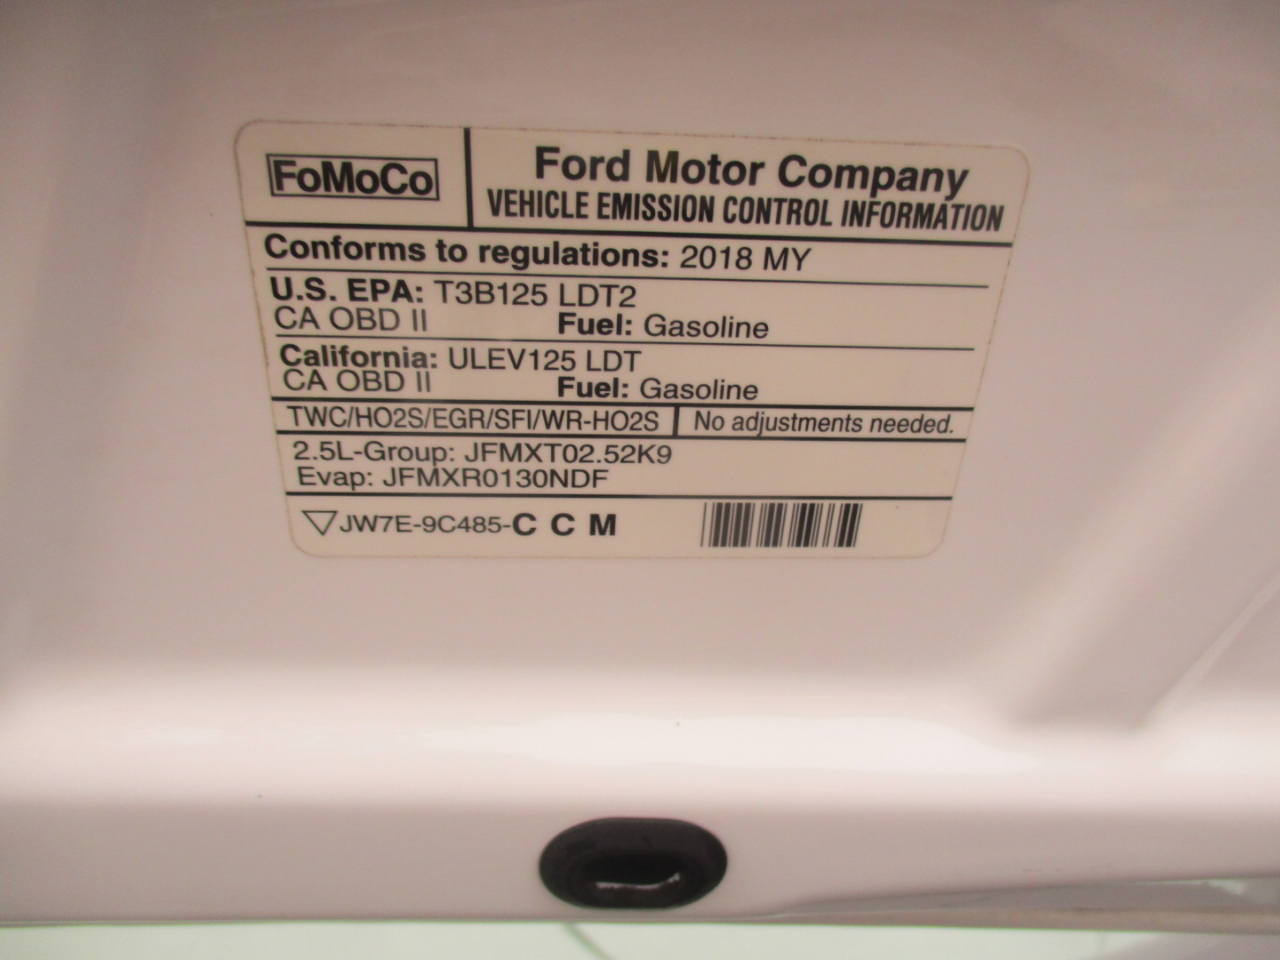 FoMoCo
Ford Motor Company
VEHICLE EMISSION CONTROL INFORMATION
Conforms to regulations: 2018 MY
U.S. EPA: T3B125 LDT2
CA OBD II Fuel: Gasoline
California: ULEV125 LDT
CA OBD II Fuel: Gasoline
TWC/HO2S/EGR/SFI/WR-HO2S No adjustments needed.
2.5L-Group: JFMXT02.52K9
Evap: JFMXR0130NDF
JW7E-9C485-C C M